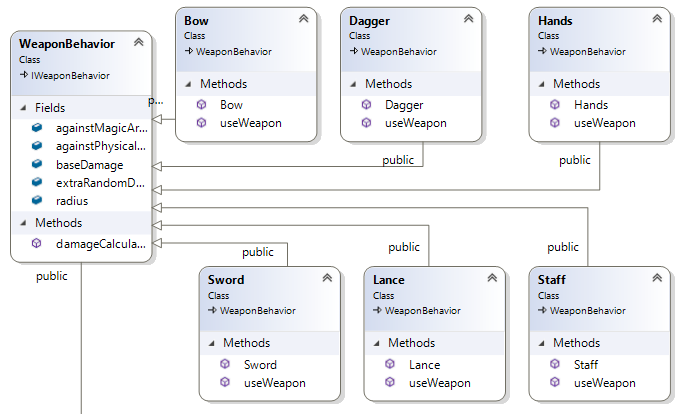 WeaponBehavior
Class
IWeaponBehavior
Fields
againstMagicAr...
againstPhysical...
baseDamage
extraRandomD...
radius
Methods
damageCalcula...
public
Bow
Class
WeaponBehavior
Methods
Bow
useWeapon
p...
Dagger
Class
WeaponBehavior
Methods
Dagger
useWeapon
public
Hands
Class
WeaponBehavior
Methods
Hands
useWeapon
public
public
Sword
Class
WeaponBehavior
Methods
Sword
useWeapon
public
Lance
Class
WeaponBehavior
Methods
Lance
useWeapon
public
Staff
Class
WeaponBehavior
Methods
Staff
useWeapon